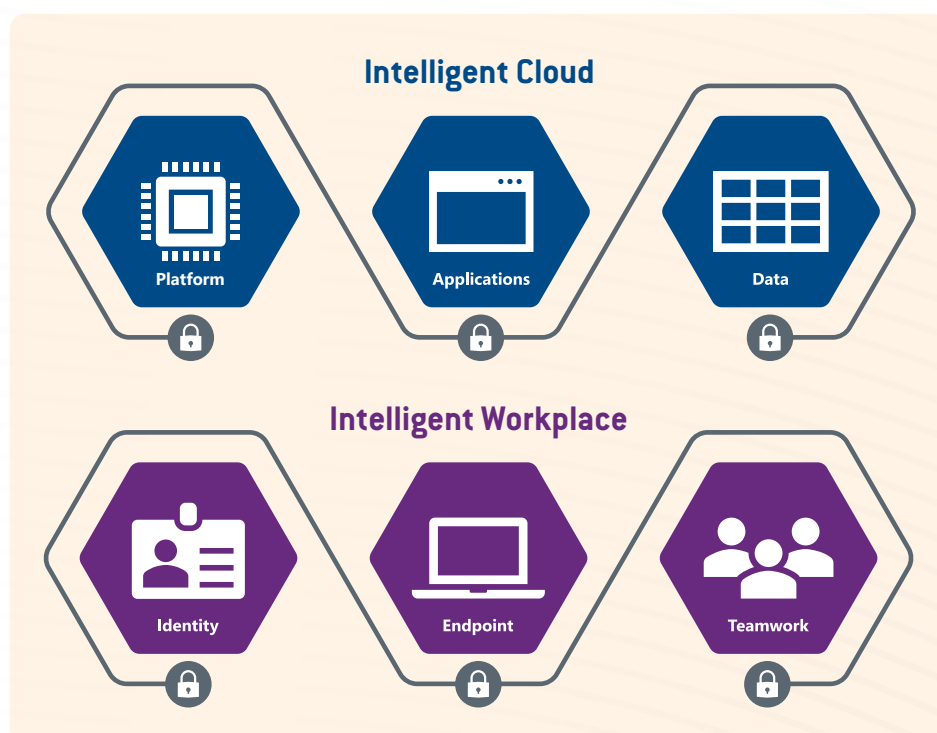 Intelligent Cloud
Platform
Applications
Data
Intelligent Workplace
Identity
Endpoint
Teamwork